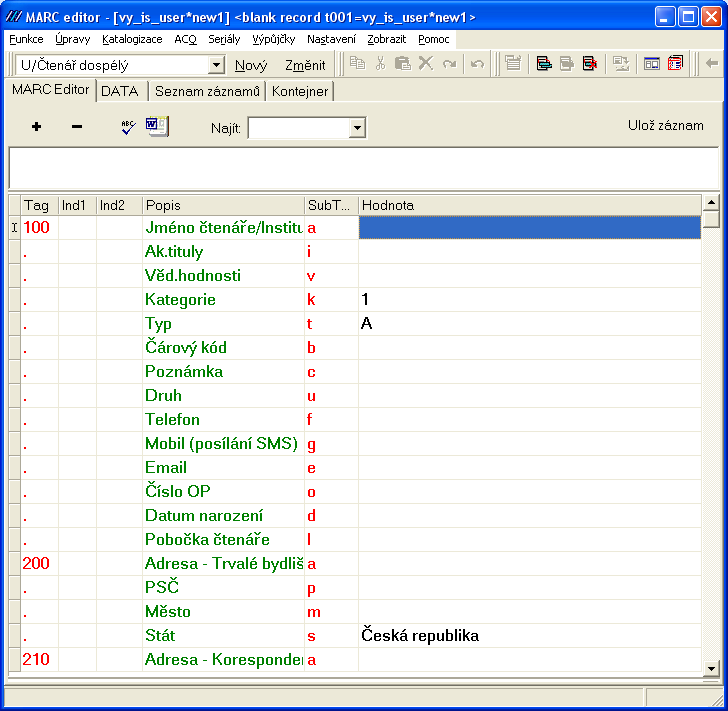 MARC editor - [vy_is_user*new1] <blank record t001=vy_is_user*new1>
Funkce Úpravy Katalogizace ACQ Seriály Výpůjčky Nastavení Zobrazit Pomoc
U/Čtenář dospělý Nový Změnit
MARC Editor DATA Seznam záznamů Kontejner
+ - ABC W Najít: Ulož záznam
Tag Ind1 Ind2 Popis SubT... Hodnota
100 Jméno čtenáře/Institu a
. Ak.tituly i
. Věd.hodnosti v
. Kategorie k 1
. Typ t A
. Čárový kód b
. Poznámka c
. Druh u
. Telefon f
. Mobil (posílání SMS) g
. Email e
. Číslo OP o
. Datum narození d
. Pobočka čtenáře l
200 Adresa - Trvalé bydliš a
. PSČ p
. Město m
. Stát s Česká republika
210 Adresa - Koresponden a